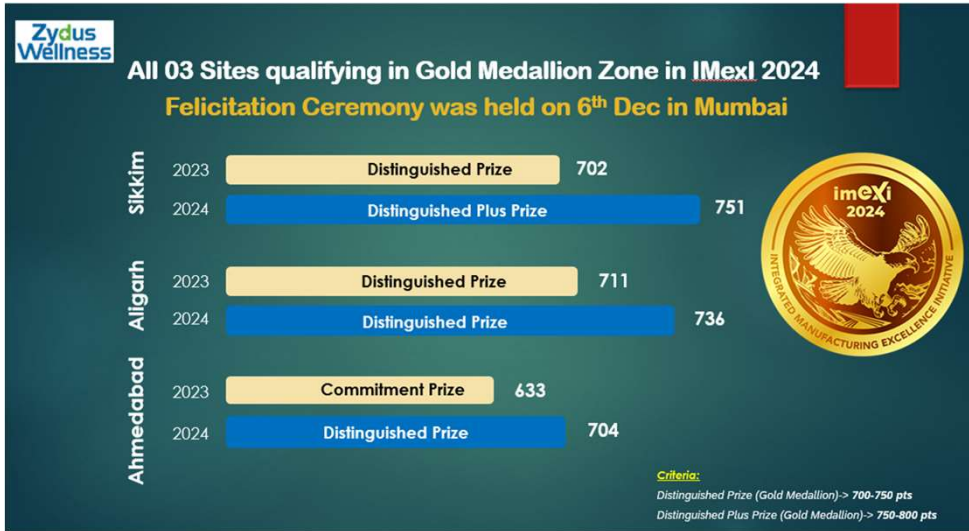 Zydus
Wellness
All 03 Sites qualifying in Gold Medallion Zone in IMexI 2024
Felicitation Ceremony was held on 6th Dec in Mumbai
Sikkim
2023 Distinguished Prize 702
2024 Distinguished Plus Prize 751
Aligarh
2023 Distinguished Prize 711
2024 Distinguished Prize 736
Ahmedabad
2023 Commitment Prize 633
2024 Distinguished Prize 704
imexi
2024
INTEGRATED MANUFACTURING EXCELLENCE INITIATIVE
Criteria:
Distinguished Prize (Gold Medallion)-> 700-750 pts
Distinguished Plus Prize (Gold Medallion)-> 750-800 pts